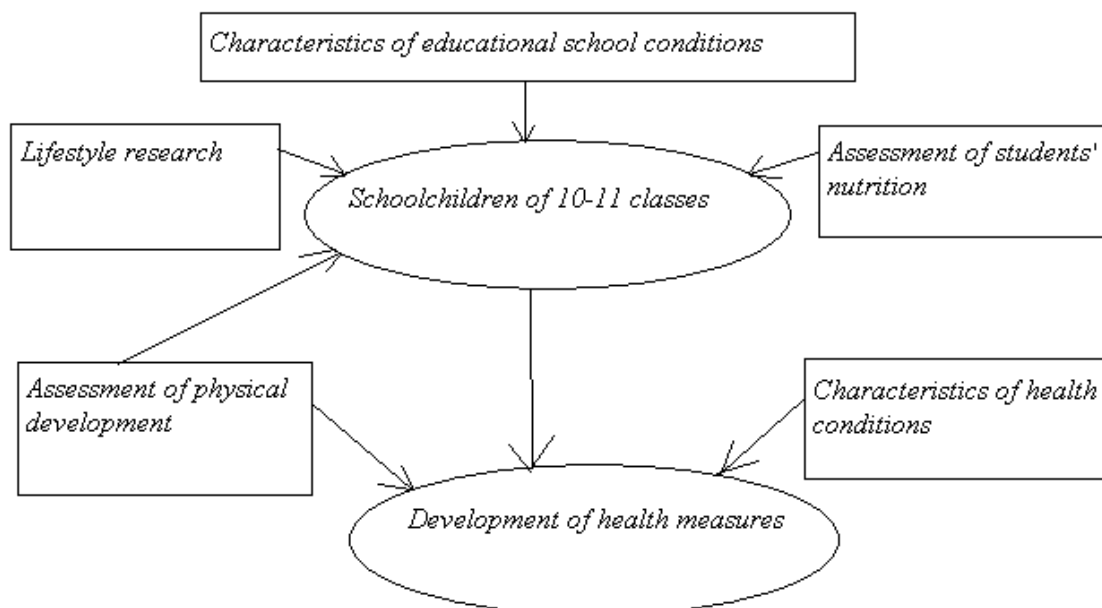 Characteristics of educational school conditions
Lifestyle research
Assessment of students'
nutrition
Schoolchildren of 10-11 classes
Assessment of physical
development
Characteristics of health
conditions
Development of health measures